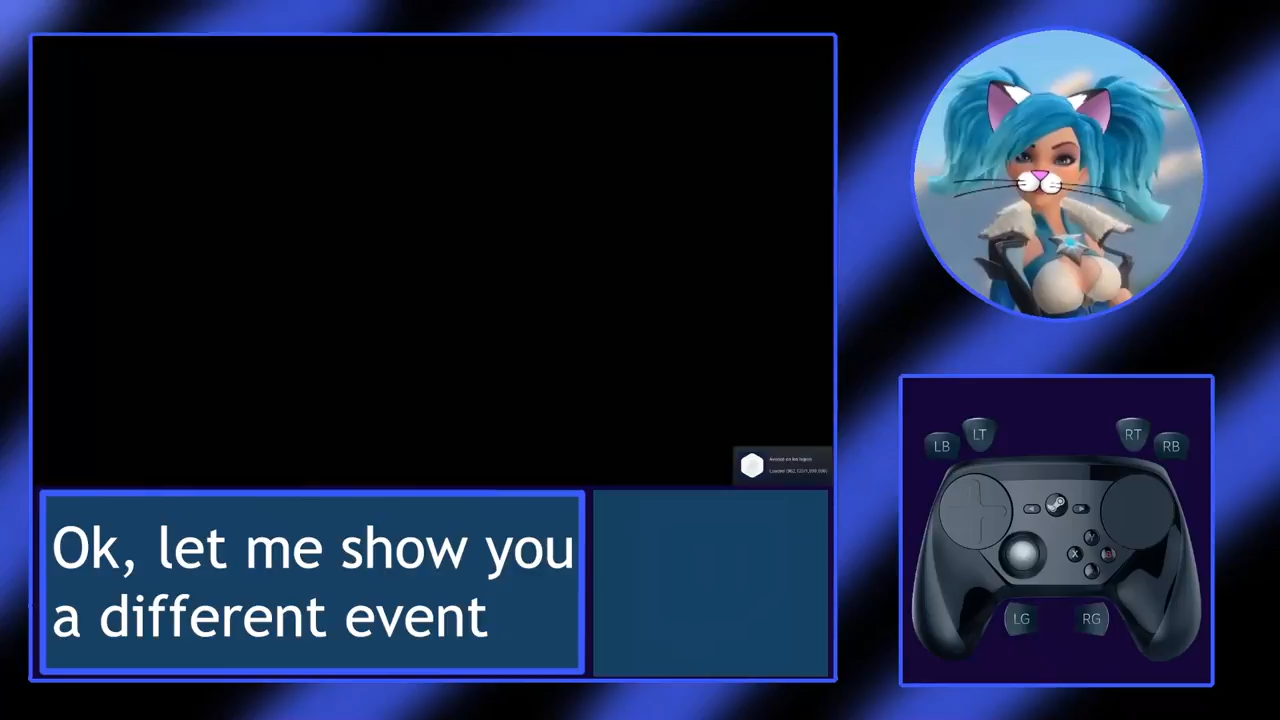 LT
RT
LB
RB
Y
X
B
LG
RG
Ok, let me show you
a different event